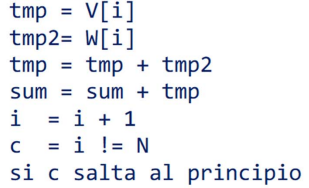 tmp = V[i]
tmp2= W[i]
tmp = tmp + tmp2
sum = sum + tmp
i   = i + 1
c   = i != N
si c salta al principio